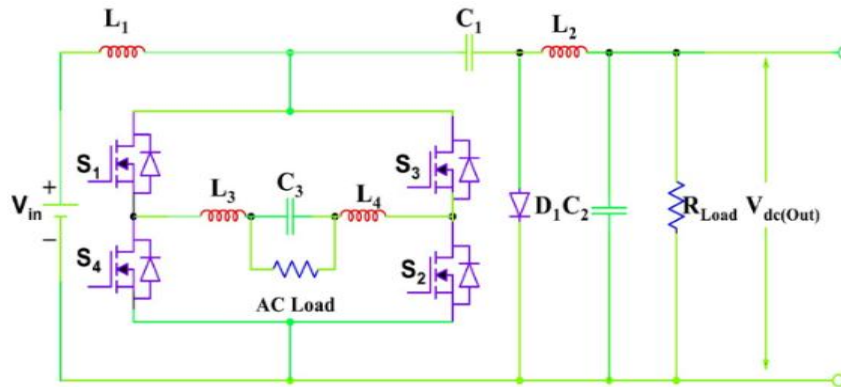 L1
C1
L2
S1
S3
L3
C3
L4
+
Vin
−
D1
C2
RLoad
Vdc(Out)
S4
S2
AC Load